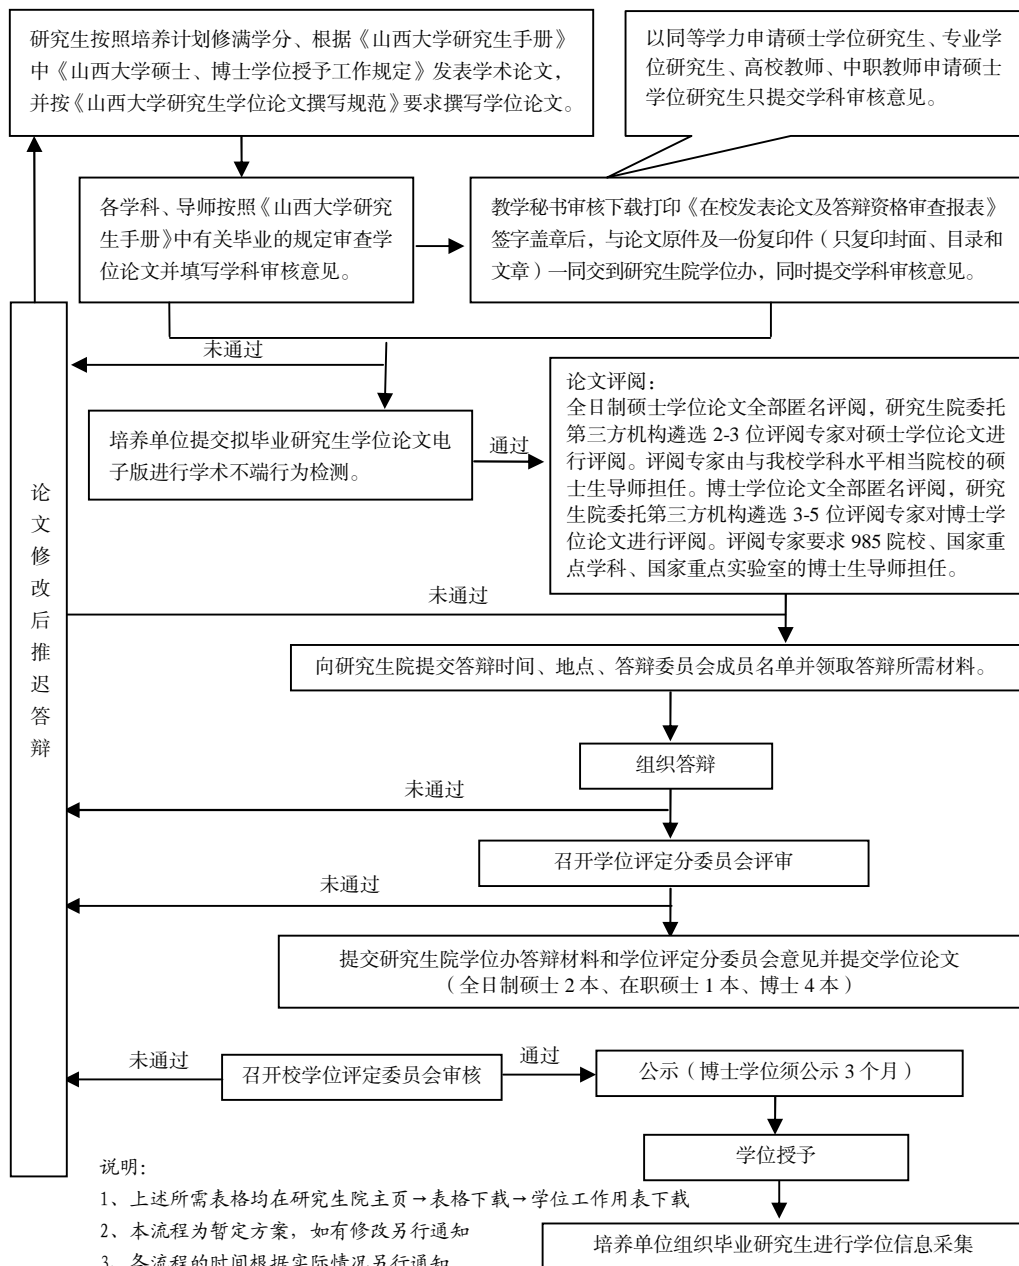 研究生按照培养计划修满学分、根据《山西大学研究生手册》
中《山西大学硕士、博士学位授予工作规定》发表学术论文，
并按《山西大学研究生学位论文撰写规范》要求撰写学位论文。
以同等学力申请硕士学位研究生、专业学
位研究生、高校教师、中职教师申请硕士
学位研究生只提交学科审核意见。
各学科、导师按照《山西大学研究
生手册》中有关毕业的规定审查学
位论文并填写学科审核意见。
教学秘书审核下载打印《在校发表论文及答辩资格审查报表》
签字盖章后，与论文原件及一份复印件（只复印封面、目录和
文章）一同交到研究生院学位办，同时提交学科审核意见。
未通过
培养单位提交拟毕业研究生学位论文电
子版进行学术不端行为检测。
通过
论文评阅：
全日制硕士学位论文全部匿名评阅，研究生院委托
第三方机构遴选 2-3 位评阅专家对硕士学位论文进
行评阅。评阅专家由与我校学科水平相当院校的硕
士生导师担任。博士学位论文全部匿名评阅，研究
生院委托第三方机构遴选 3-5 位评阅专家对博士学
位论文进行评阅。评阅专家要求 985 院校、国家重
点学科、国家重点实验室的博士生导师担任。
论
文
修
改
后
推
迟
答
辩
未通过
向研究生院提交答辩时间、地点、答辩委员会成员名单并领取答辩所需材料。
组织答辩
未通过
召开学位评定分委员会评审
未通过
提交研究生院学位办答辩材料和学位评定分委员会意见并提交学位论文
（全日制硕士 2 本、在职硕士 1 本、博士 4 本）
未通过
召开校学位评定委员会审核
通过
公示（博士学位须公示 3 个月）
学位授予
培养单位组织毕业研究生进行学位信息采集
说明：
1、上述所需表格均在研究生院主页→表格下载→学位工作用表下载
2、本流程为暂定方案，如有修改另行通知
3、各流程的时间根据实际情况另行通知